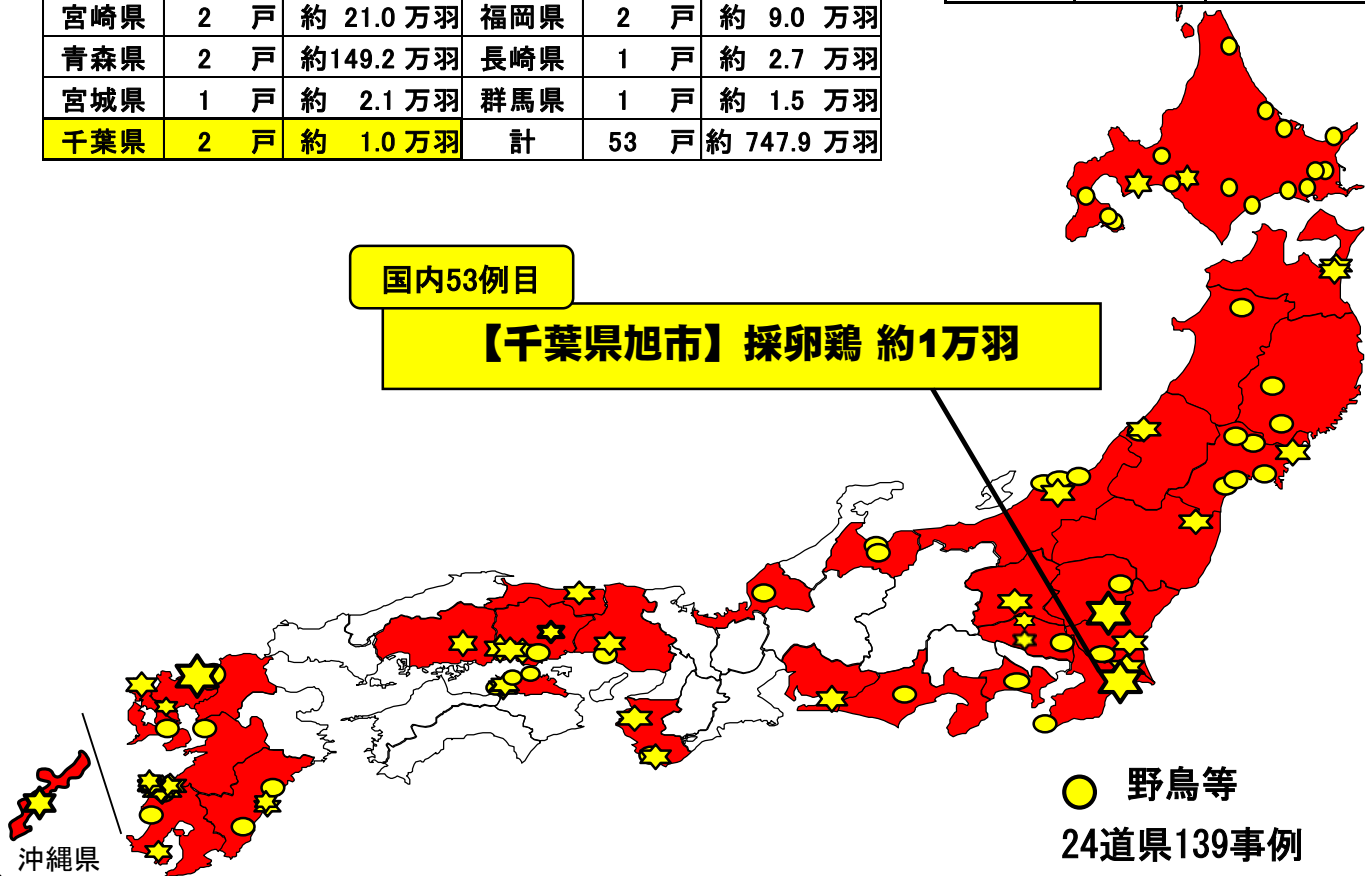 宮崎県 2 戸 約 21.0 万羽 福岡県 2 戸 約 9.0 万羽
青森県 2 戸 約149.2 万羽 長崎県 1 戸 約 2.7 万羽
宮城県 1 戸 約 2.1 万羽 群馬県 1 戸 約 1.5 万羽
千葉県 2 戸 約 1.0 万羽 計 53 戸 約 747.9 万羽
国内53例目
【千葉県旭市】採卵鶏 約1万羽
野鳥等
24道県139事例
沖縄県